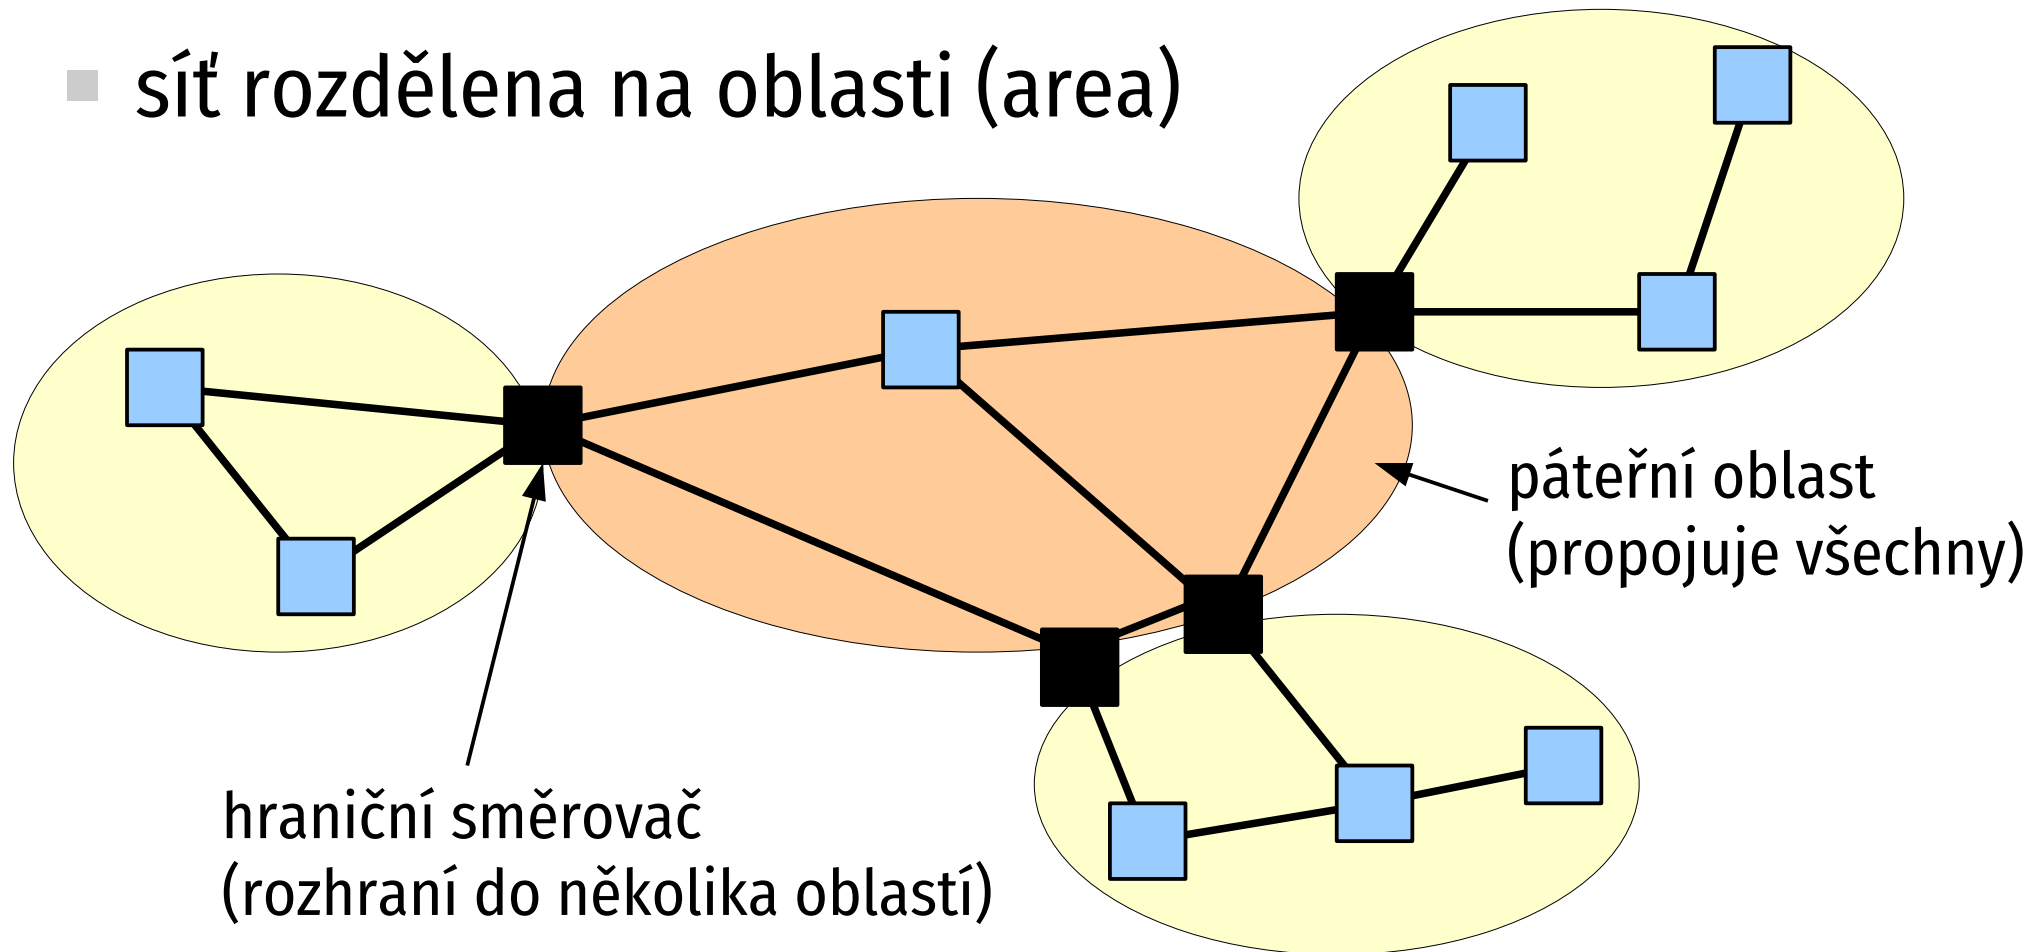 síť rozdělena na oblasti (area)
páteřní oblast
(propojuje všechny)
hraniční směrovač
(rozhraní do několika oblastí)